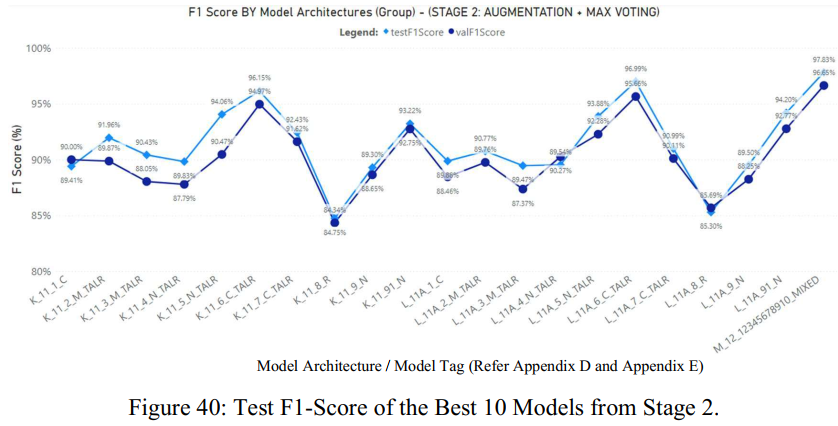 F1 Score BY Model Architectures (Group) - (STAGE 2: AUGMENTATION + MAX VOTING)
Legend: testF1Score valF1Score
100%
95%
90%
85%
80%
F1 Score (%)
90.00%
89.41%
91.96%
89.87%
90.43%
88.05%
89.83%
87.79%
94.06%
90.47%
96.15%
94.97%
92.43%
84.75%
89.30%
88.65%
93.22%
92.75%
88.46%
90.77%
89.76%
89.47%
87.37%
89.54%
90.27%
93.88%
92.28%
96.99%
95.66%
90.99%
90.11%
85.69%
85.30%
89.50%
88.25%
94.20%
92.77%
97.83%
96.65%
K_11_1_C
K_11_2_M_TALR
K_11_3_M_TALR
K_11_4_N_TALR
K_11_5_N_TALR
K_11_6_C_TALR
K_11_7_C_TALR
K_11_8_R
K_11_9_N
K_11_91_N
L_11A_1_C
L_11A_2_M_TALR
L_11A_3_M_TALR
L_11A_4_N_TALR
L_11A_5_N_TALR
L_11A_6_C_TALR
L_11A_7_C_TALR
L_11A_8_R
L_11A_9_N
L_11A_91_N
M_12_12345678910_MIXED
Model Architecture / Model Tag (Refer Appendix D and Appendix E)
Figure 40: Test F1-Score of the Best 10 Models from Stage 2.